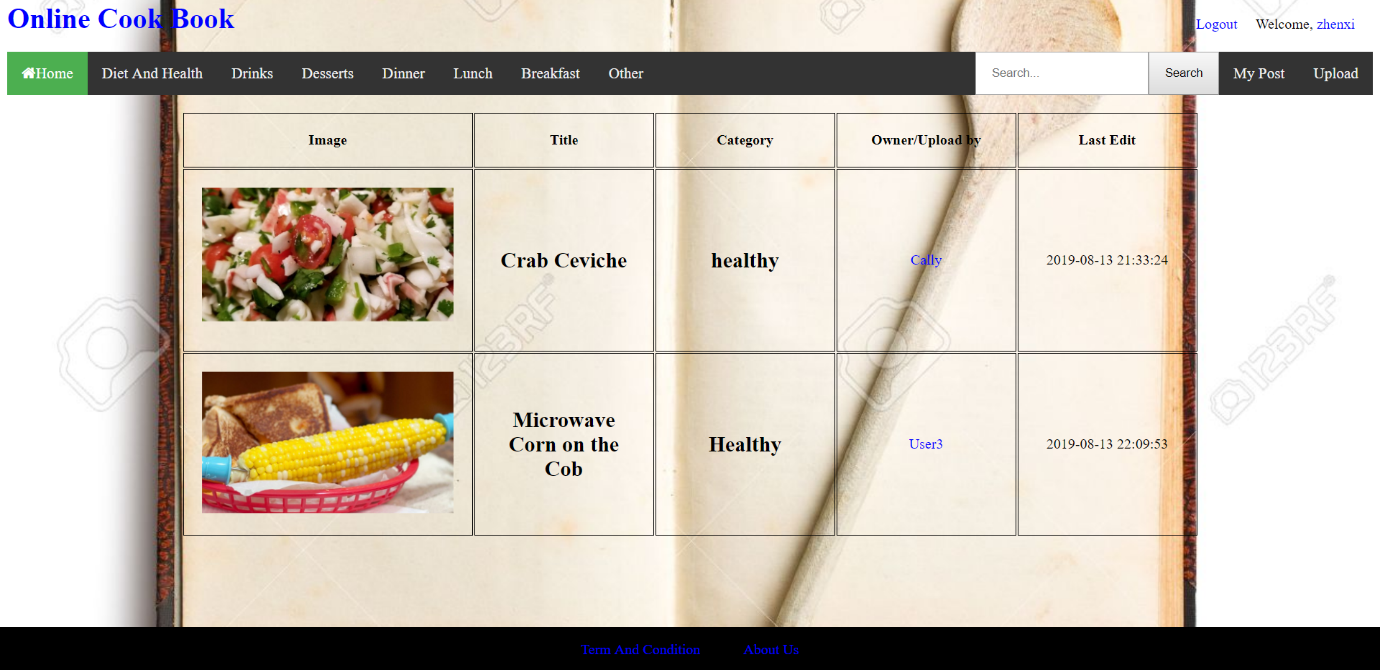 Online Cook Book
Logout Welcome, zhenxi
Home Diet And Health Drinks Desserts Dinner Lunch Breakfast Other Search... Search My Post Upload
Image Title Category Owner/Upload by Last Edit
Crab Ceviche healthy Cally 2019-08-13 21:33:24
Microwave
Corn on the
Cob
Healthy User3 2019-08-13 22:09:53
123RF
123RF
Term And Condition About Us